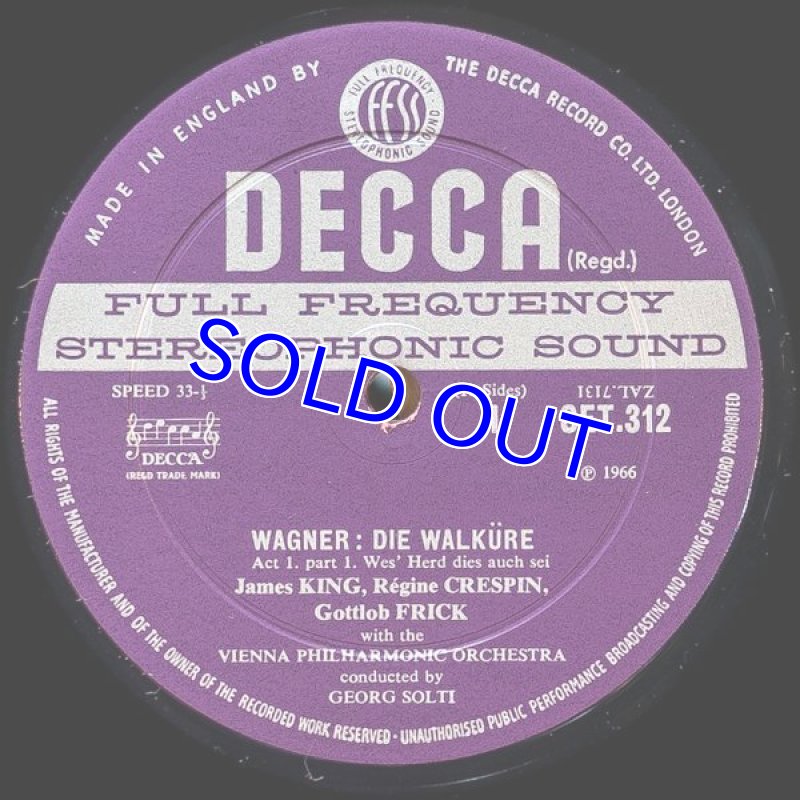 MADE IN ENGLAND BY
THE DECCA RECORD CO. LTD. LONDON
FULL FREQUENCY
FFSS
STEREOPHONIC SOUND
DECCA (Regd.)
FULL FREQUENCY
STEREOPHONIC SOUND
SOLD OUT
SPEED 33-⅓
Sides)
ZAL.7131
SET.312
DECCA
(REGD TRADE MARK)
Ⓟ 1966
WAGNER : DIE WALKÜRE
Act 1. part 1. Wes' Herd dies auch sei
James KING, Régine CRESPIN,
Gottlob FRICK
with the
VIENNA PHILHARMONIC ORCHESTRA
conducted by
GEORG SOLTI
ALL RIGHTS OF THE MANUFACTURER AND OF THE OWNER OF THE RECORDED WORK RESERVED · UNAUTHORISED PUBLIC PERFORMANCE BROADCASTING AND COPYING OF THIS RECORD PROHIBITED